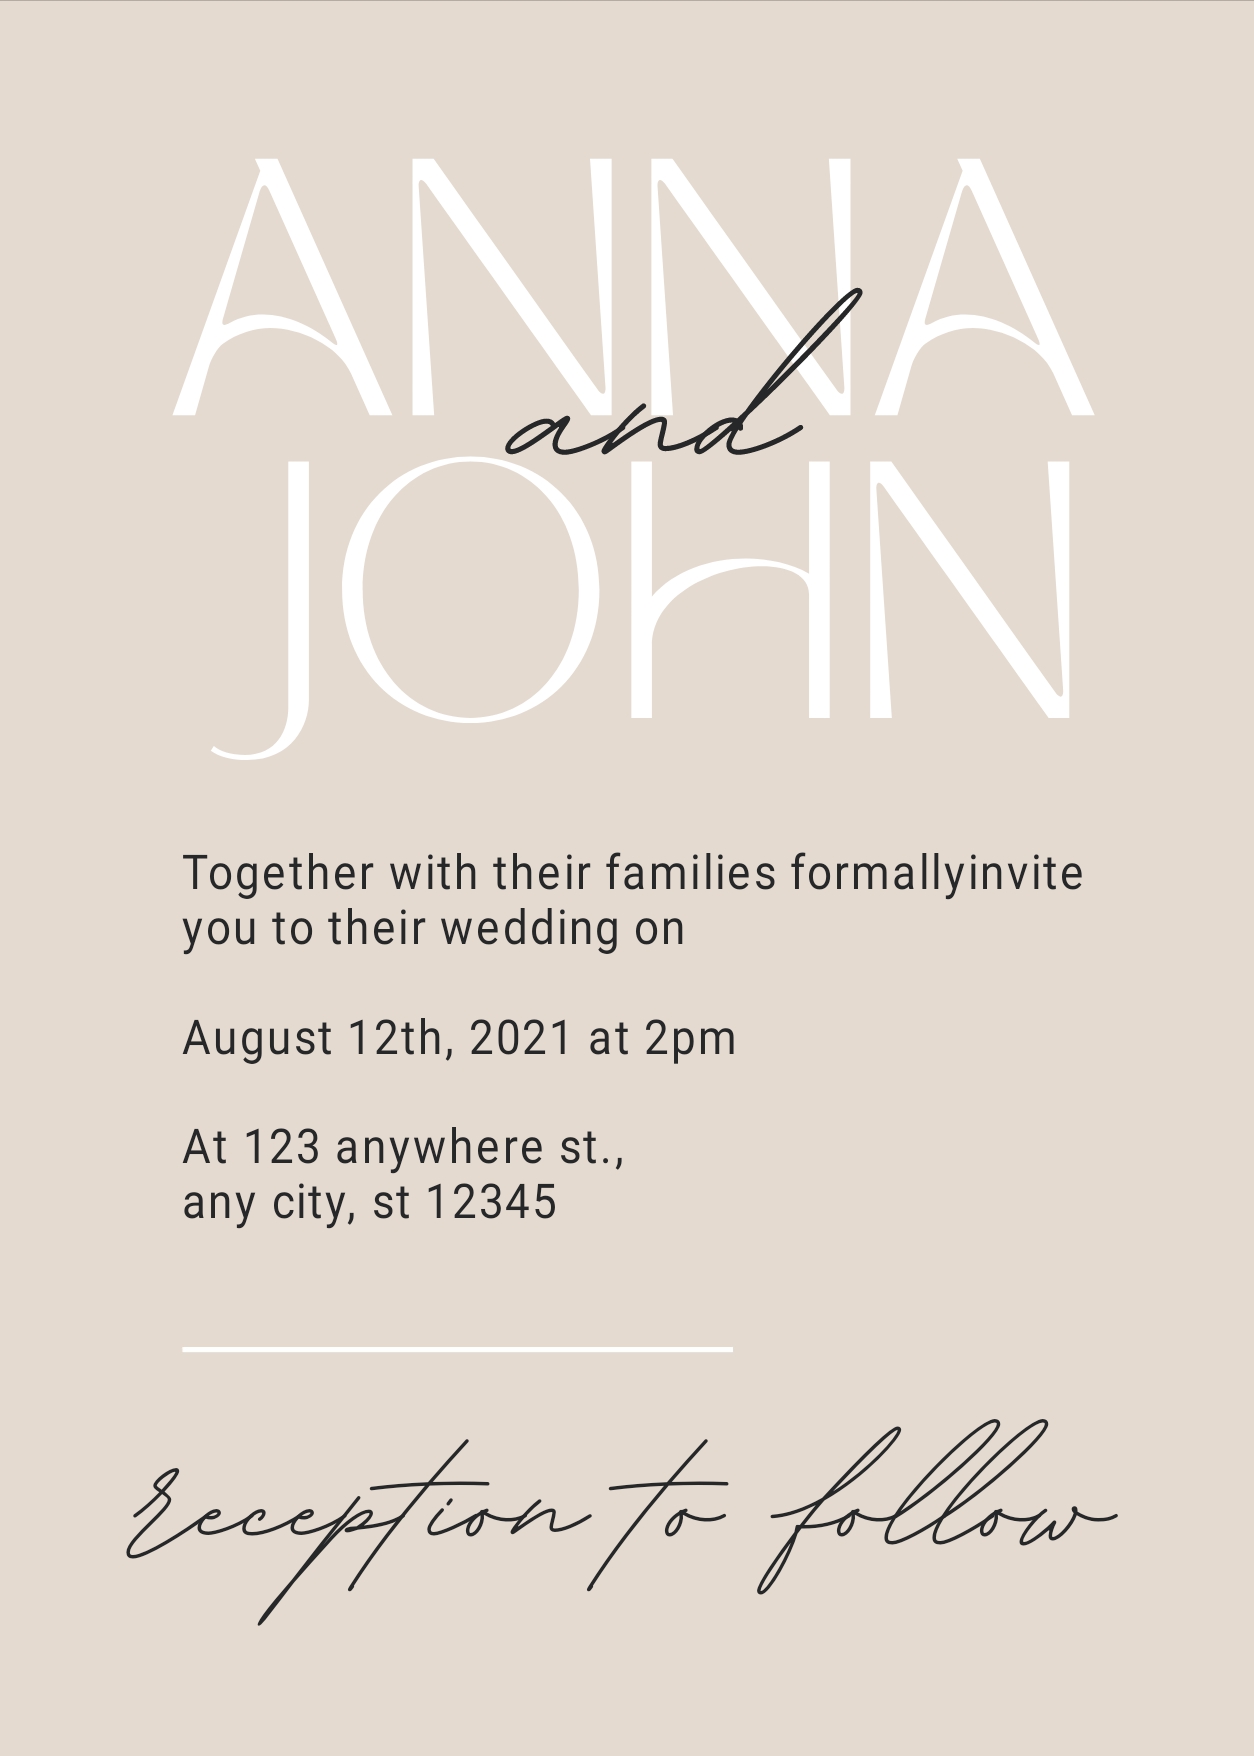 ANNA
and
JOHN
Together with their families formallyinvite
you to their wedding on
August 12th, 2021 at 2pm
At 123 anywhere st.,
any city, st 12345
reception to follow